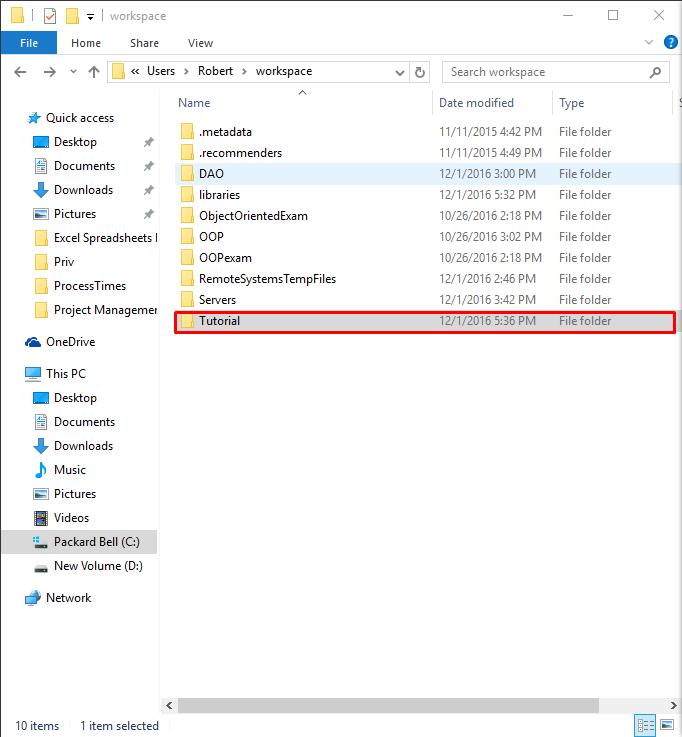 workspace
File Home Share View
« Users > Robert > workspace
Search workspace
Name Date modified Type
Quick access
Desktop
Documents
Downloads
Pictures
Excel Spreadsheets
Priv
ProcessTimes
Project Managemer
OneDrive
This PC
Desktop
Documents
Downloads
Music
Pictures
Videos
Packard Bell (C:)
New Volume (D:)
Network
.metadata 11/11/2015 4:42 PM File folder
.recommenders 11/11/2015 4:49 PM File folder
DAO 12/1/2016 3:00 PM File folder
libraries 12/1/2016 5:32 PM File folder
ObjectOrientedExam 10/26/2016 2:18 PM File folder
OOP 10/26/2016 3:02 PM File folder
OOPexam 10/26/2016 2:18 PM File folder
RemoteSystemsTempFiles 12/1/2016 2:46 PM File folder
Servers 12/1/2016 3:42 PM File folder
Tutorial 12/1/2016 5:36 PM File folder
10 items 1 item selected